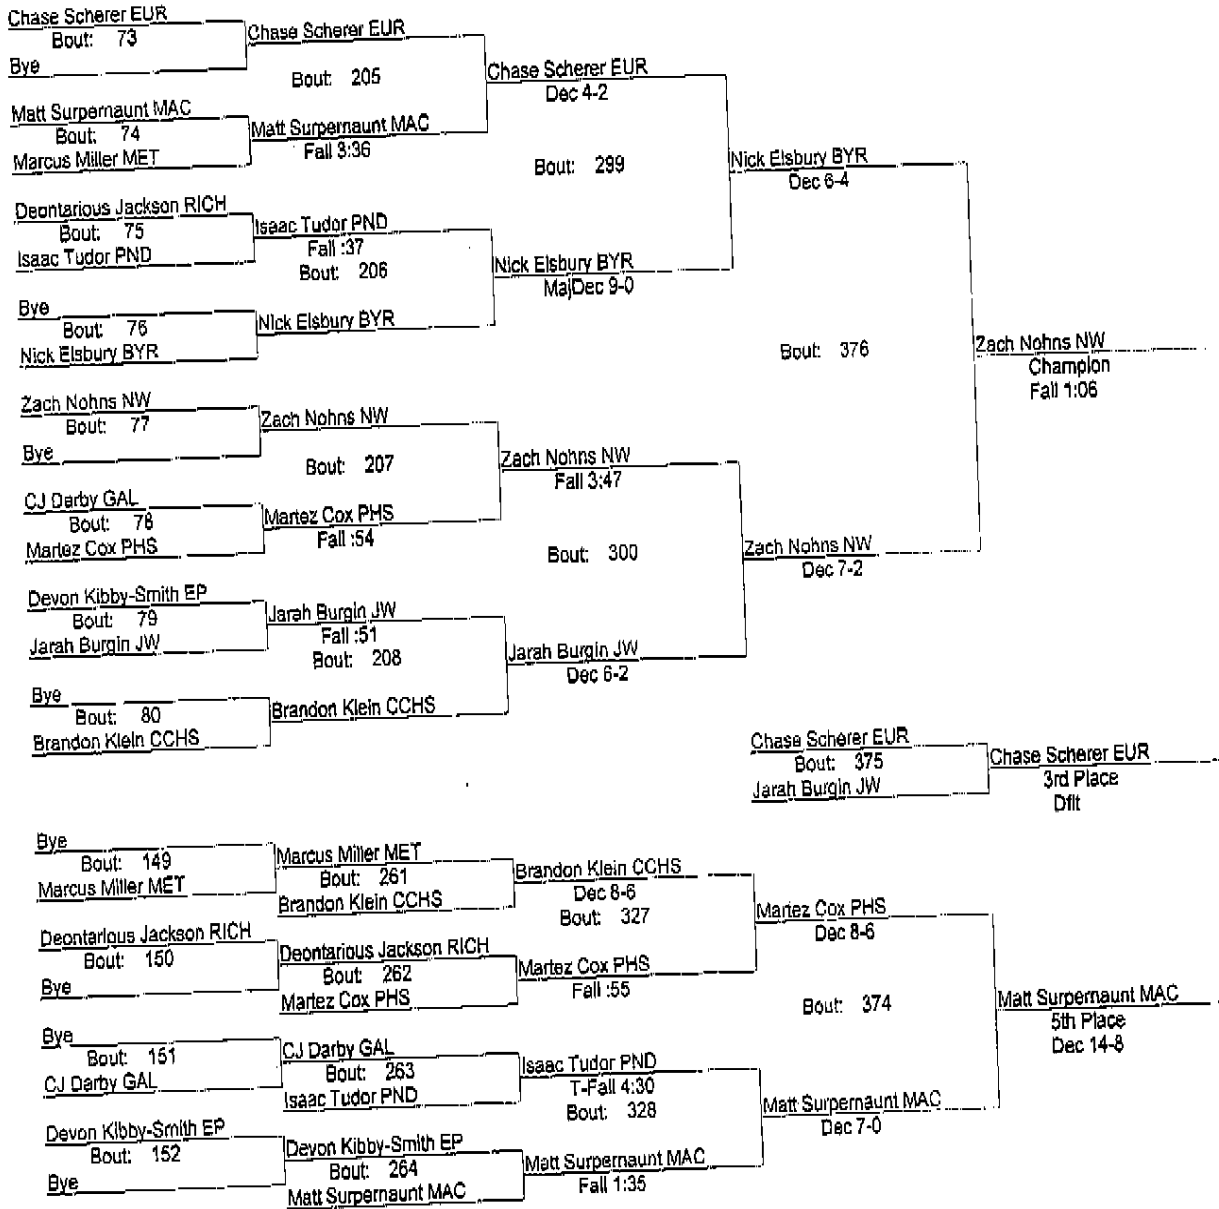 Chase Scherer EUR
Bout: 73
Bye
Chase Scherer EUR
Bout: 205
Matt Surpernaunt MAC
Bout: 74
Marcus Miller MET
Matt Surpernaunt MAC
Fall 3:36
Chase Scherer EUR
Dec 4-2
Bout: 299
Deontarious Jackson RICH
Bout: 75
Isaac Tudor PND
Isaac Tudor PND
Fall :37
Bout: 206
Bye
Bout: 76
Nick Elsbury BYR
Nick Elsbury BYR
Nick Elsbury BYR
MajDec 9-0
Nick Elsbury BYR
Dec 6-4
Bout: 376
Zach Nohns NW
Champion
Fall 1:06
Zach Nohns NW
Bout: 77
Bye
Zach Nohns NW
Bout: 207
CJ Darby GAL
Bout: 78
Martez Cox PHS
Martez Cox PHS
Fall :54
Zach Nohns NW
Fall 3:47
Bout: 300
Devon Kibby-Smith EP
Bout: 79
Jarah Burgin JW
Jarah Burgin JW
Fall :51
Bout: 208
Bye
Bout: 80
Brandon Klein CCHS
Brandon Klein CCHS
Jarah Burgin JW
Dec 6-2
Zach Nohns NW
Dec 7-2
Chase Scherer EUR
Bout: 375
Jarah Burgin JW
Chase Scherer EUR
3rd Place
Dflt
Bye
Bout: 149
Marcus Miller MET
Marcus Miller MET
Bout: 261
Brandon Klein CCHS
Brandon Klein CCHS
Dec 8-6
Bout: 327
Deontarious Jackson RICH
Bout: 150
Bye
Deontarious Jackson RICH
Bout: 262
Martez Cox PHS
Martez Cox PHS
Fall :55
Martez Cox PHS
Dec 8-6
Bout: 374
Bye
Bout: 151
CJ Darby GAL
CJ Darby GAL
Bout: 263
Isaac Tudor PND
Isaac Tudor PND
T-Fall 4:30
Bout: 328
Devon Kibby-Smith EP
Bout: 152
Bye
Devon Kibby-Smith EP
Bout: 264
Matt Surpernaunt MAC
Matt Surpernaunt MAC
Fall 1:35
Matt Surpernaunt MAC
Dec 7-0
Matt Surpernaunt MAC
5th Place
Dec 14-8